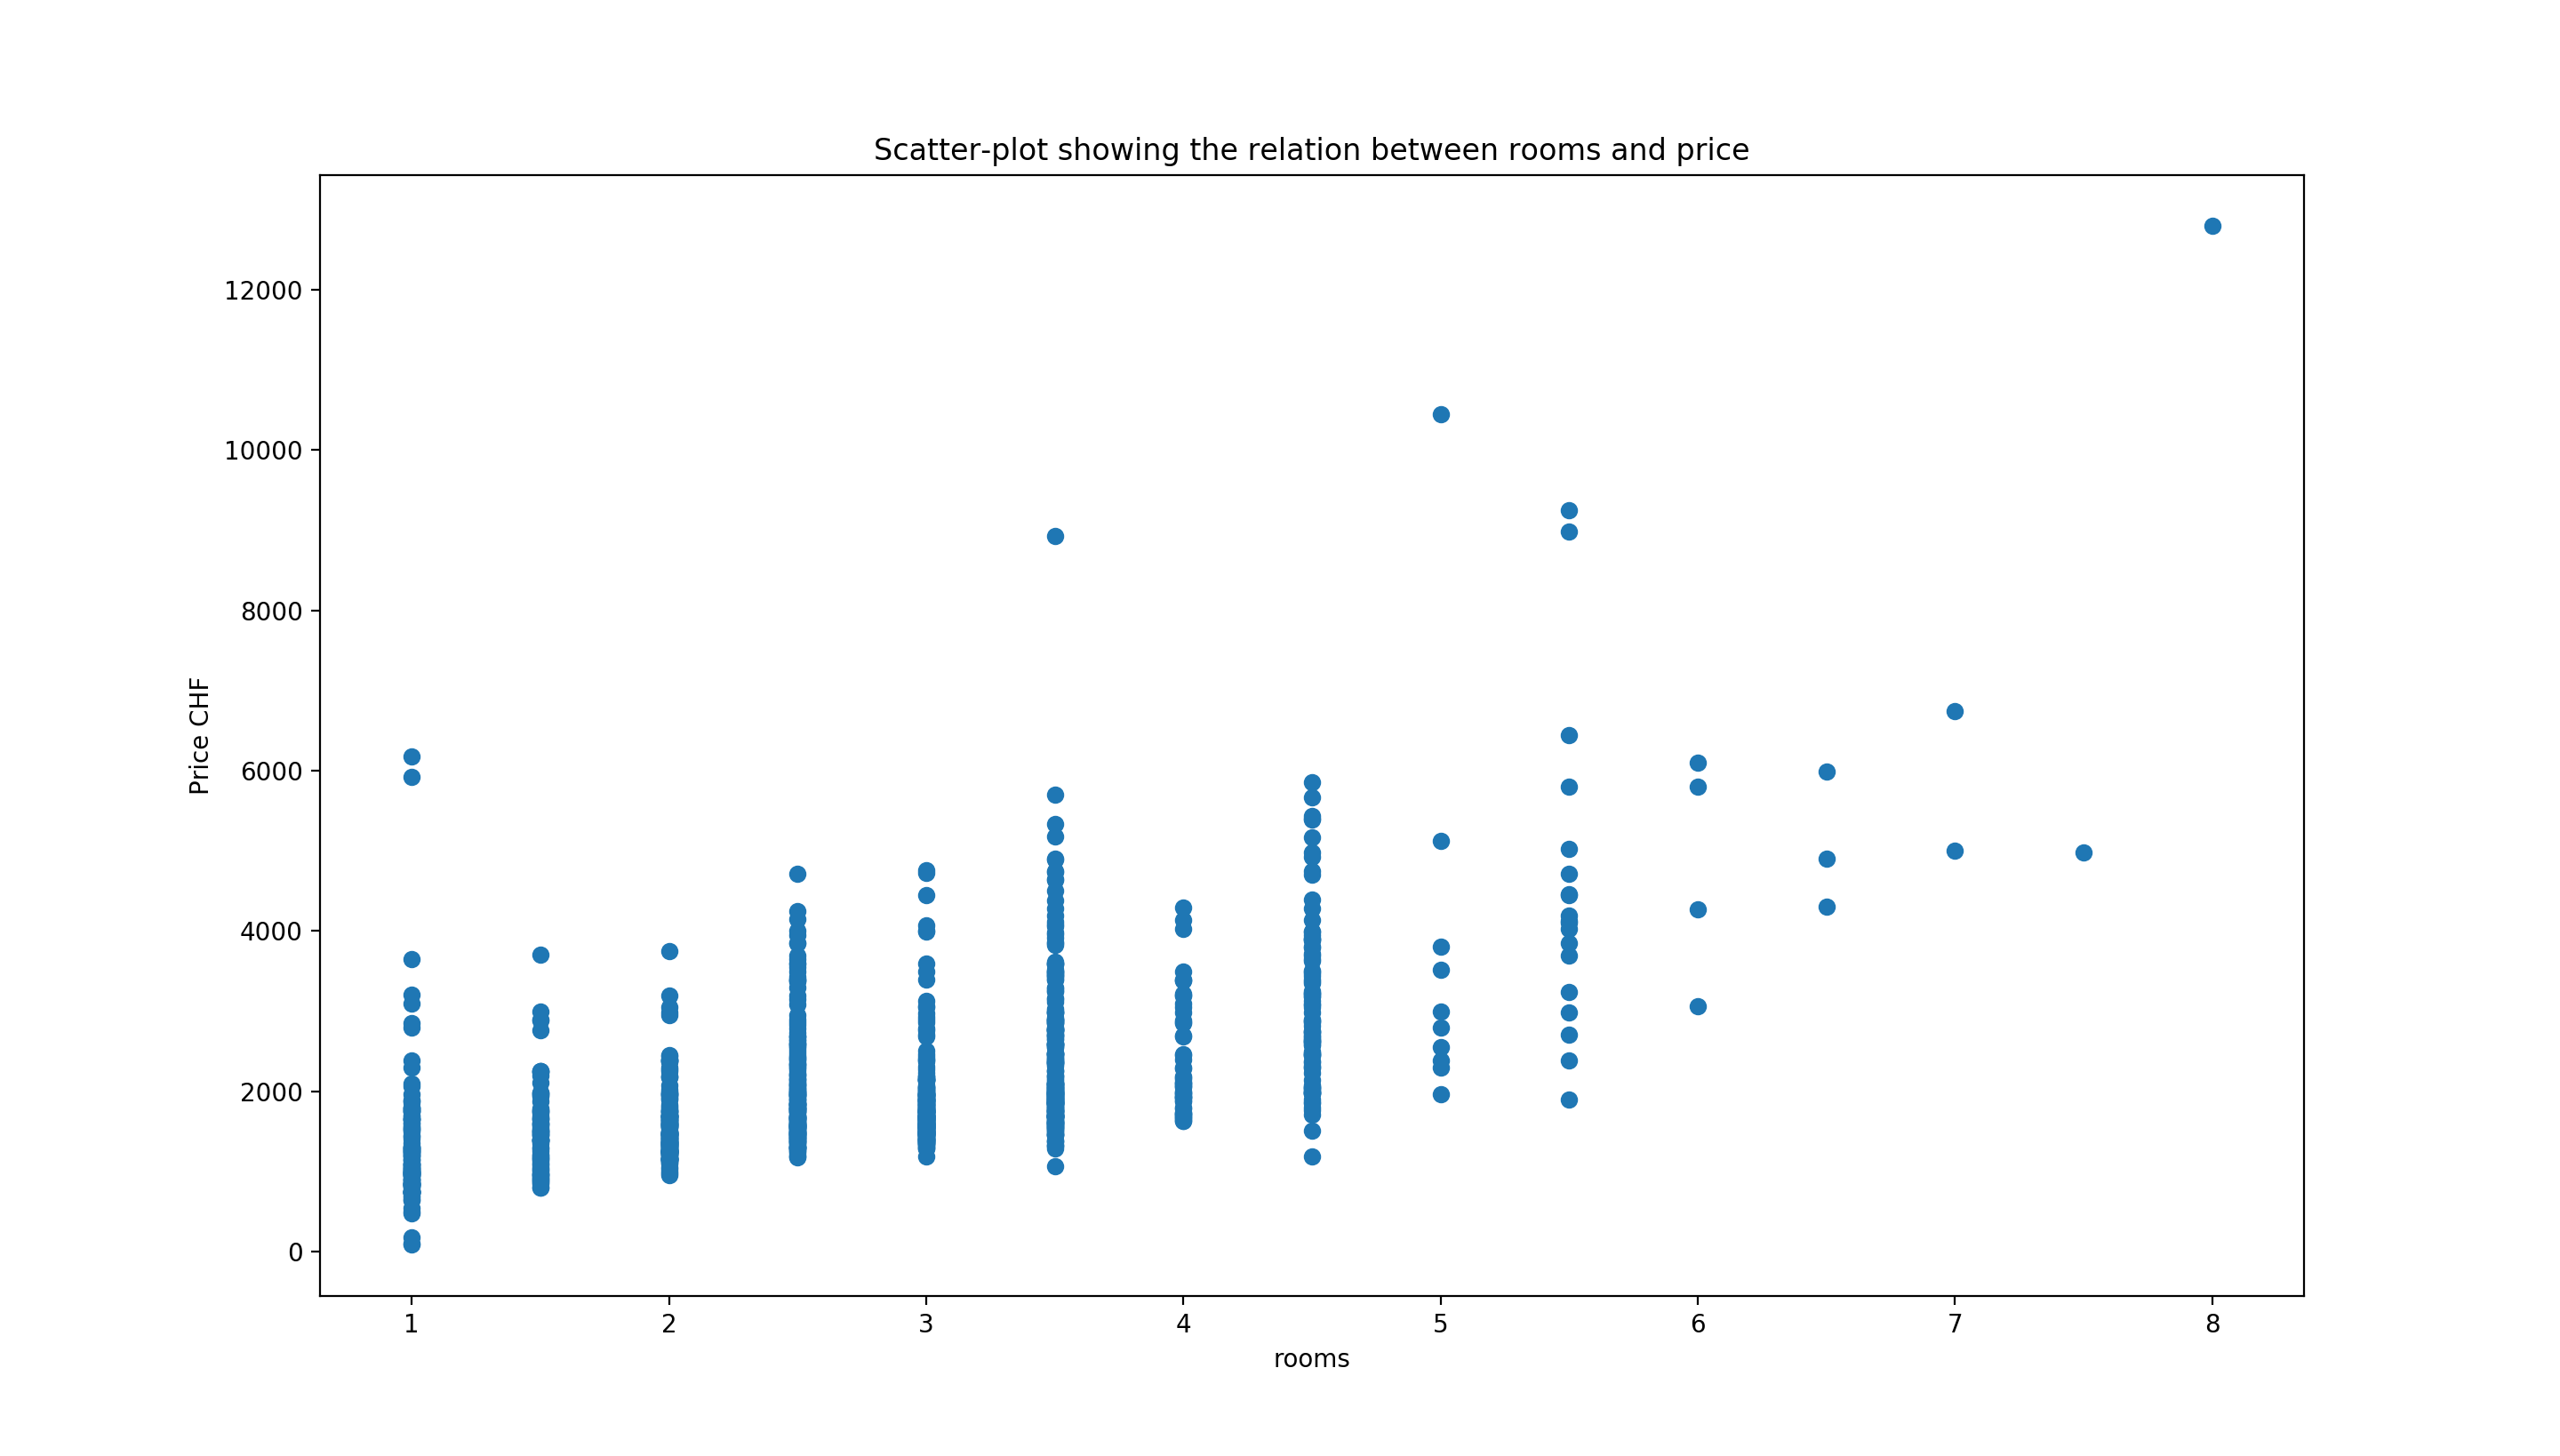 Scatter-plot showing the relation between rooms and price
12000
10000
8000
6000
4000
2000
0
Price CHF
1 2 3 4 5 6 7 8
rooms